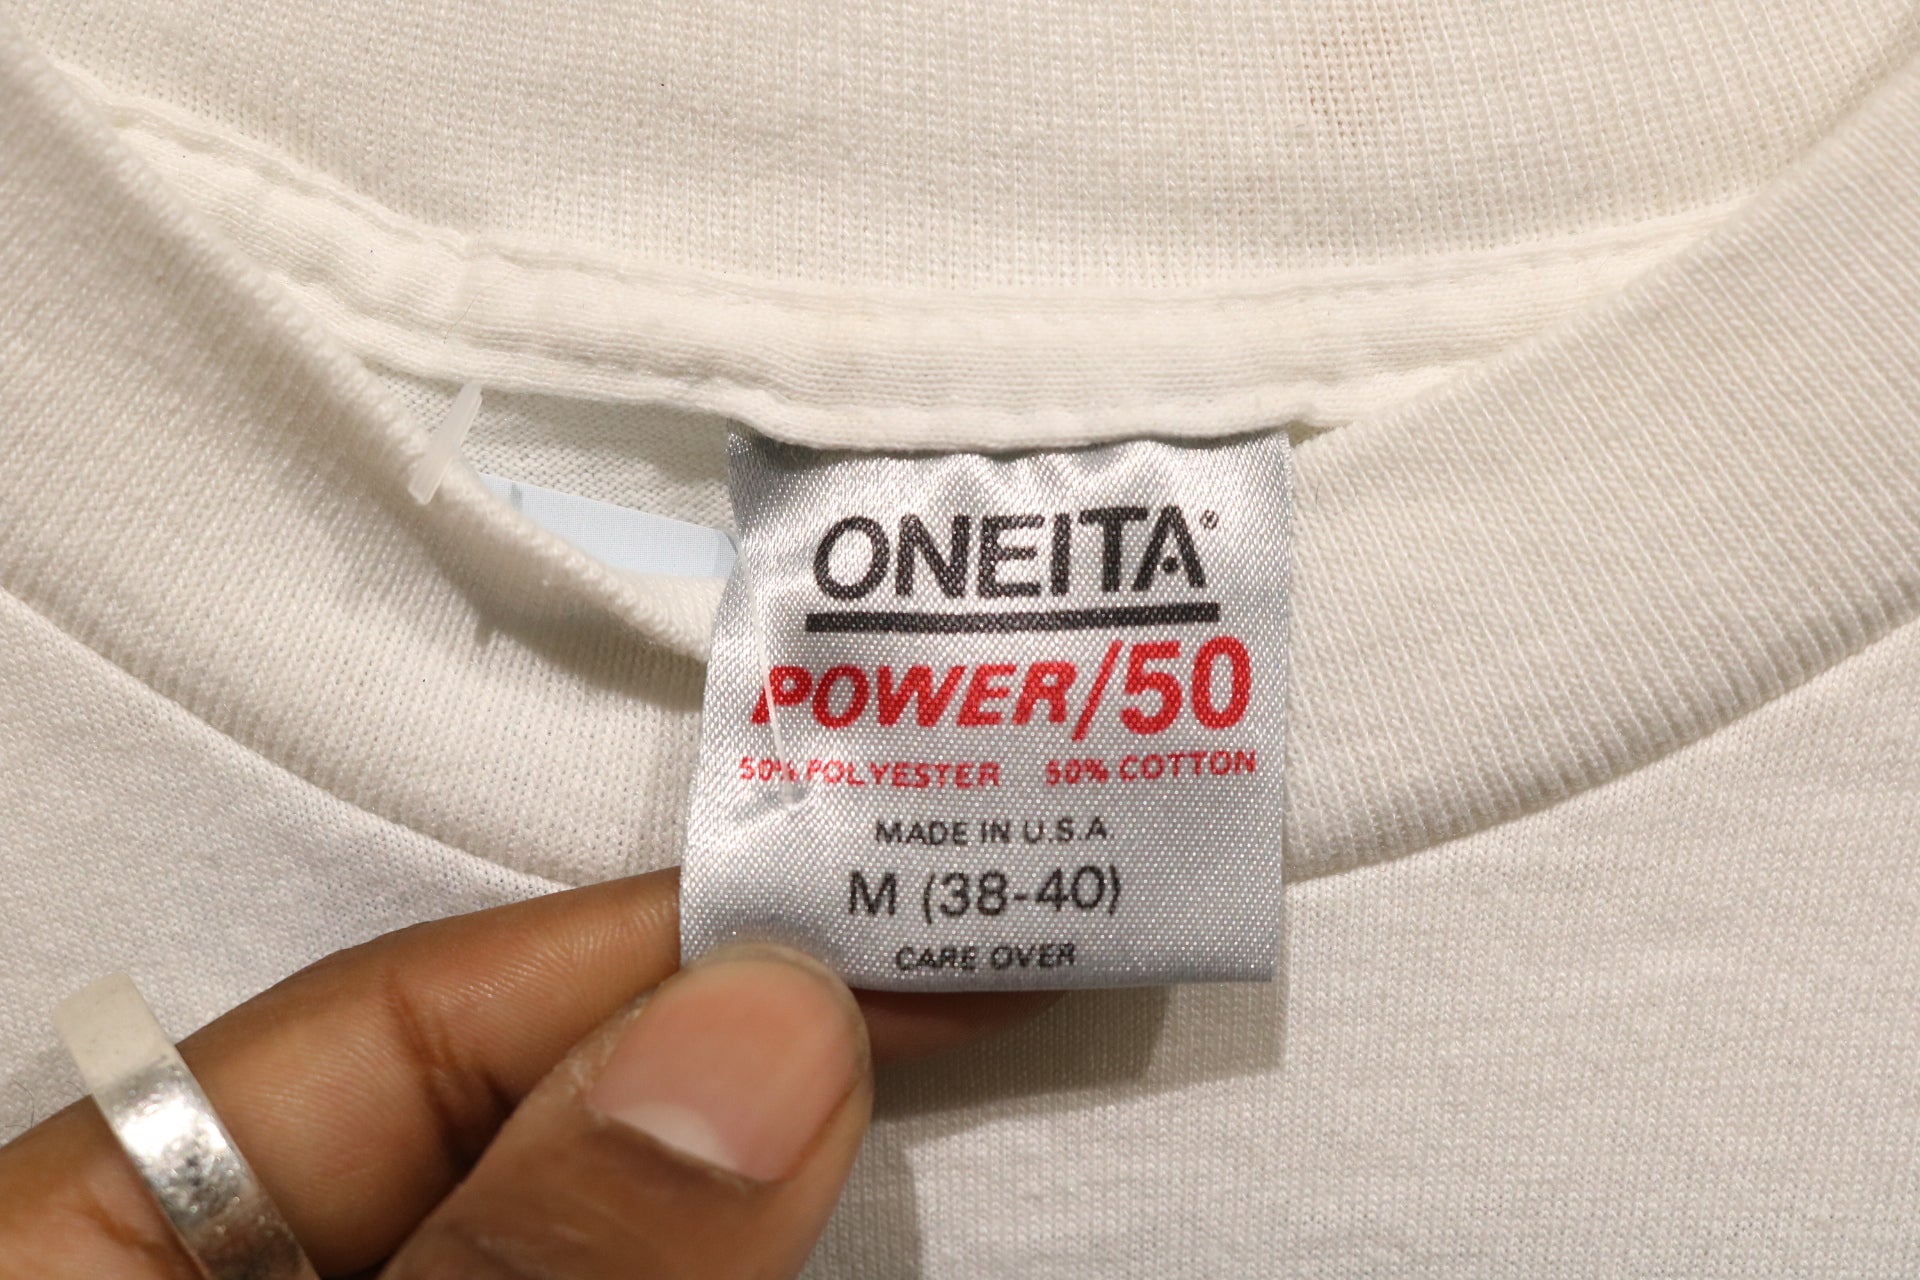 ONEITA®
POWER/50
50% POLYESTER 50% COTTON
MADE IN U.S.A
M (38-40)
CARE OVER